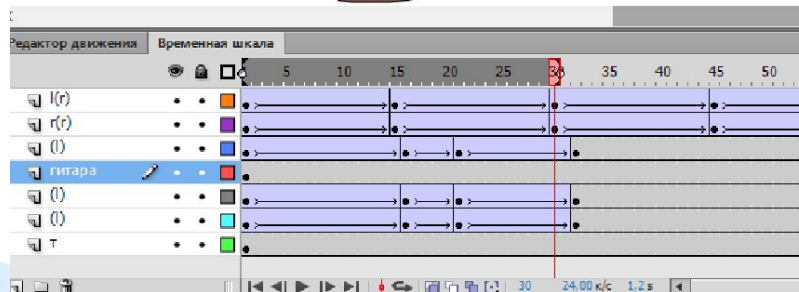 Редактор движения Временная шкала
5 10 15 20 25 30 35 40 45 50
l(r)
r(r)
(l)
гитара
(l)
(l)
т
30 24,00 к/с 1,2 s